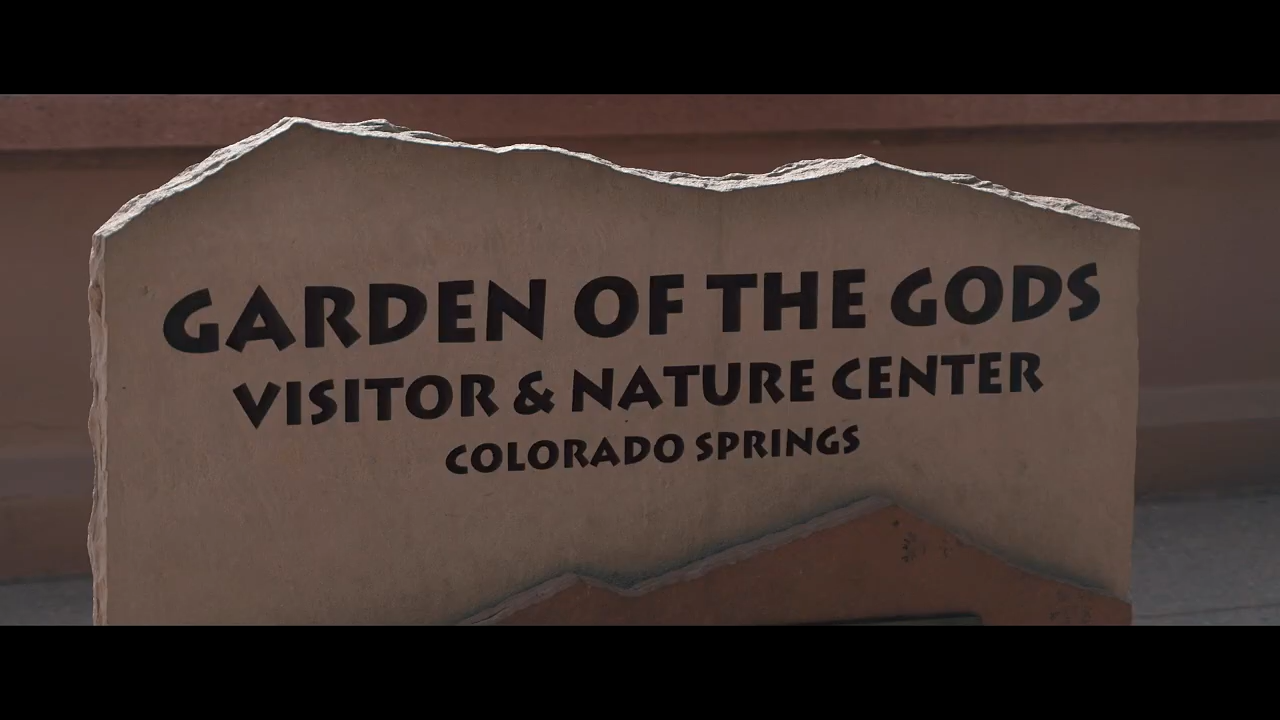 GARDEN OF THE GODS
VISITOR & NATURE CENTER
COLORADO SPRINGS